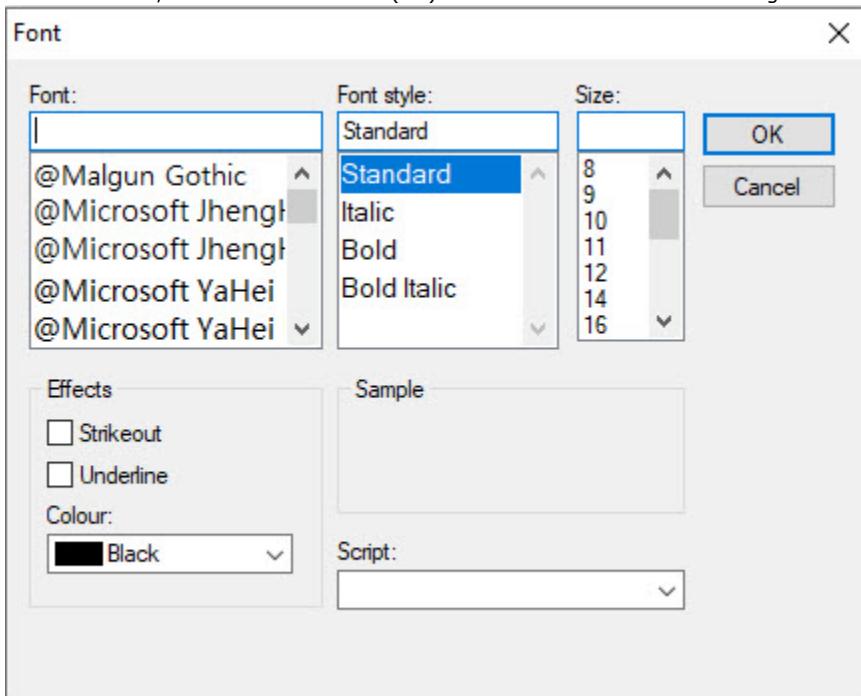 Font
Font:
Font style:
Size:
Standard
OK
Cancel
@Malgun Gothic
@Microsoft JhengH
@Microsoft JhengH
@Microsoft YaHei
@Microsoft YaHei
Standard
Italic
Bold
Bold Italic
8
9
10
11
12
14
16
Effects
Strikeout
Underline
Colour:
Black
Sample
Script: